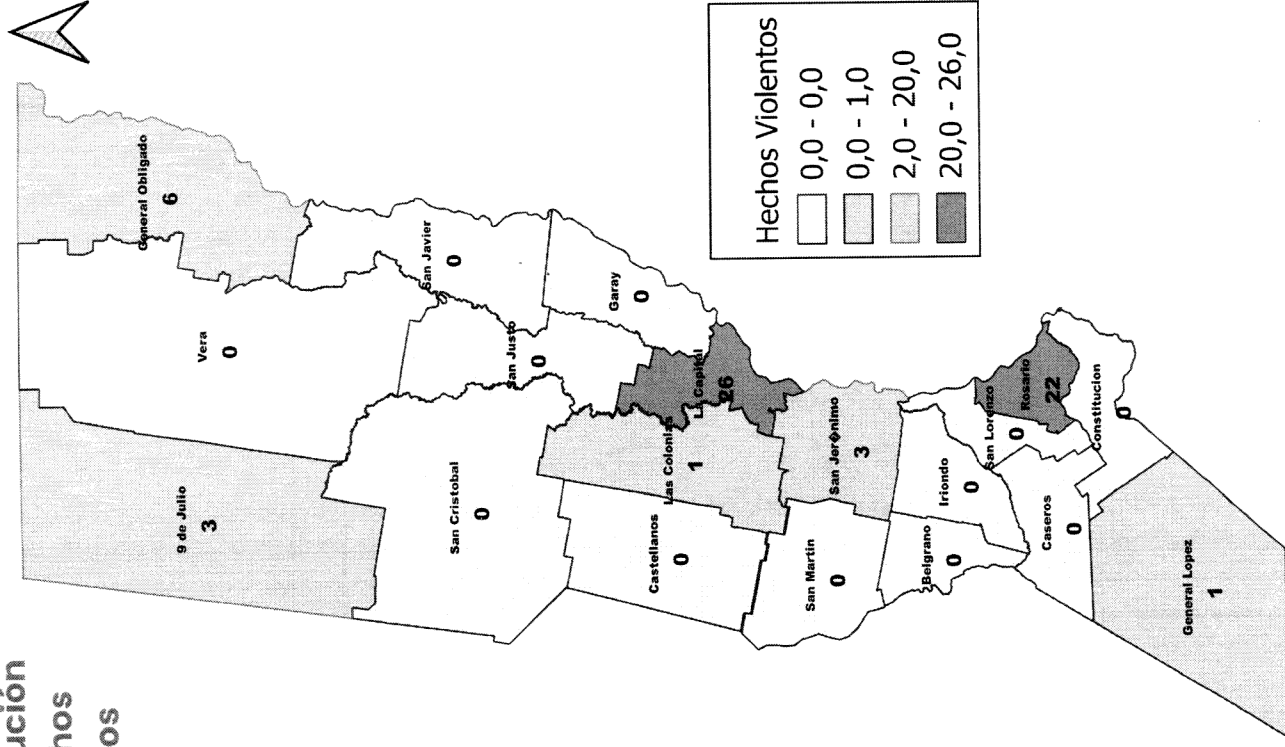 ución
nos
os
General Obligado
6
Vera
0
9 de Julio
3
San Javier
0
San Justo
0
San Cristobal
0
Garay
0
La Capital
26
Las Colonias
1
Castellanos
0
San Jer�nimo
3
San Martin
0
Iriondo
0
Belgrano
0
San Lorenzo
0
Rosario
22
Caseros
0
Constitucion
0
General Lopez
1
Hechos Violentos
0,0 - 0,0
0,0 - 1,0
2,0 - 20,0
20,0 - 26,0